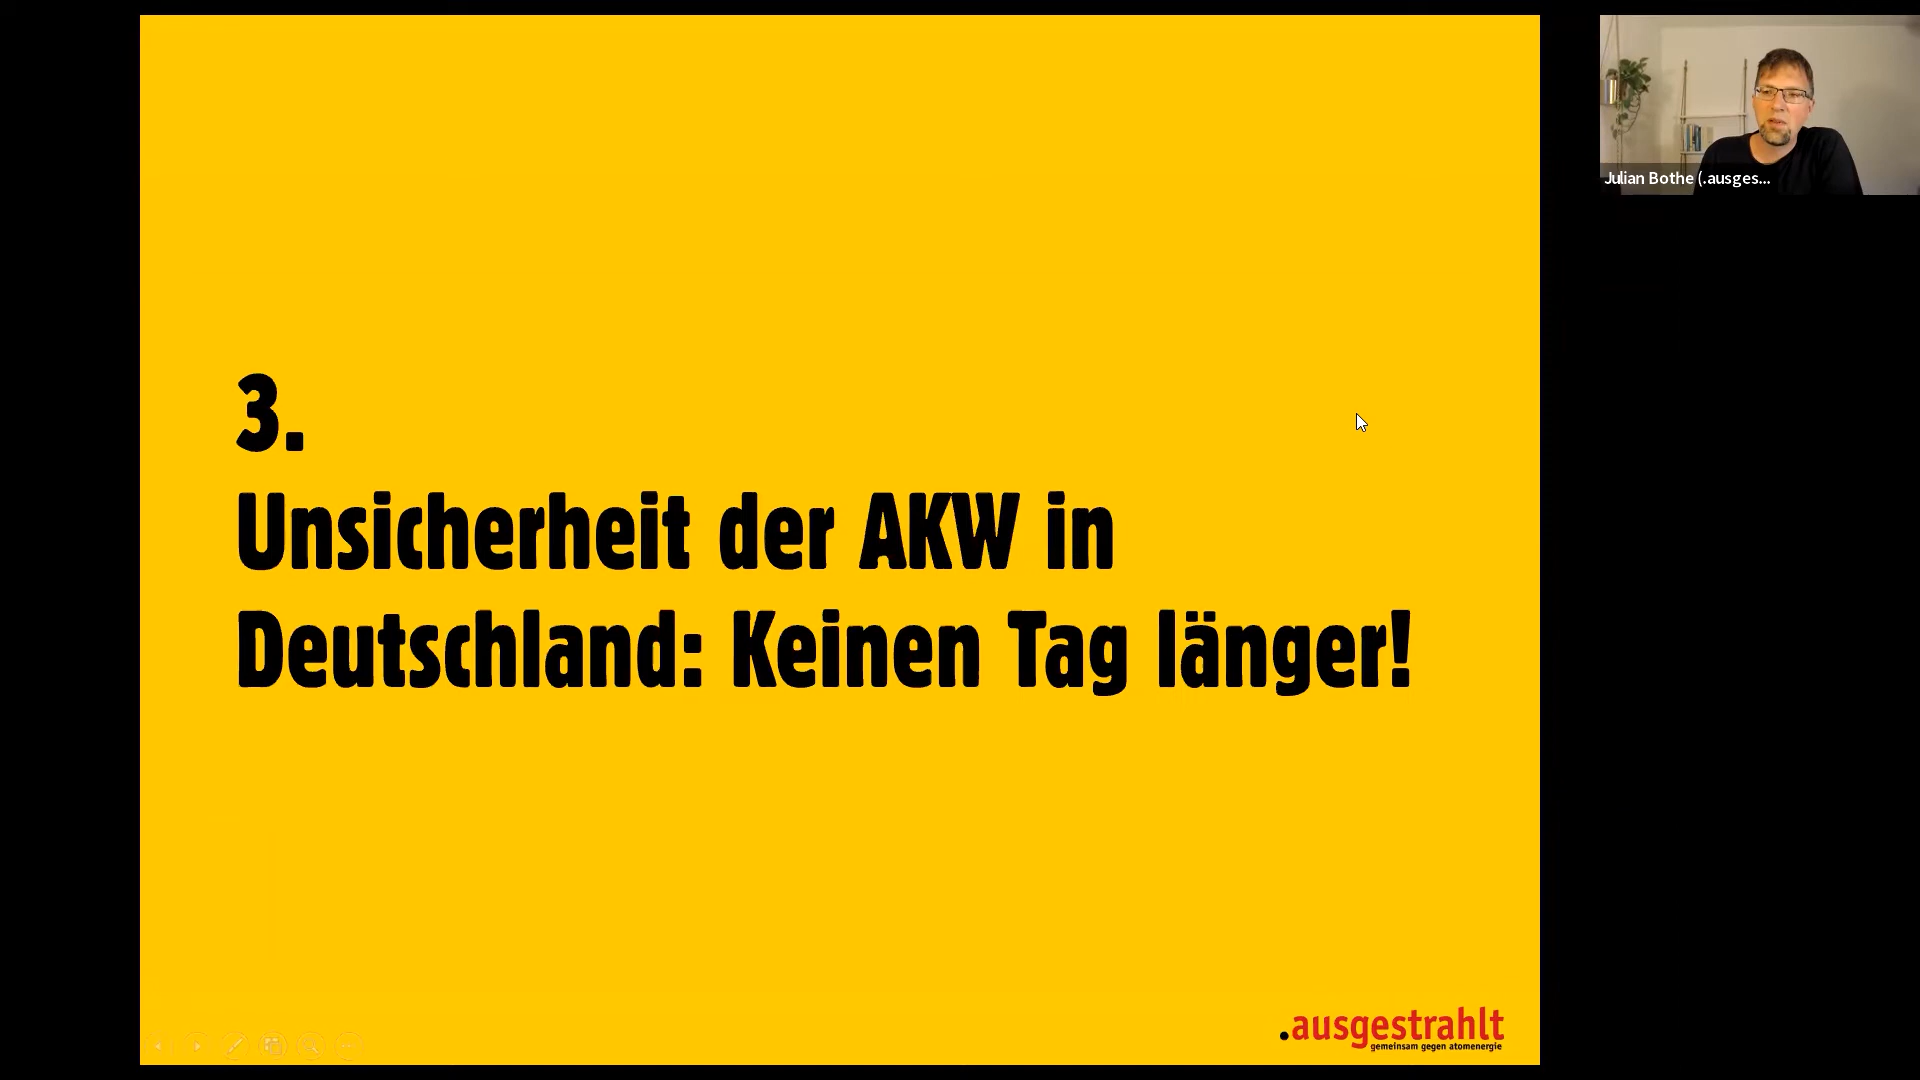 3.
Unsicherheit der AKW in
Deutschland: Keinen Tag länger!
.ausgestrahlt
gemeinsam gegen atomenergie
Julian Bothe (.ausges...